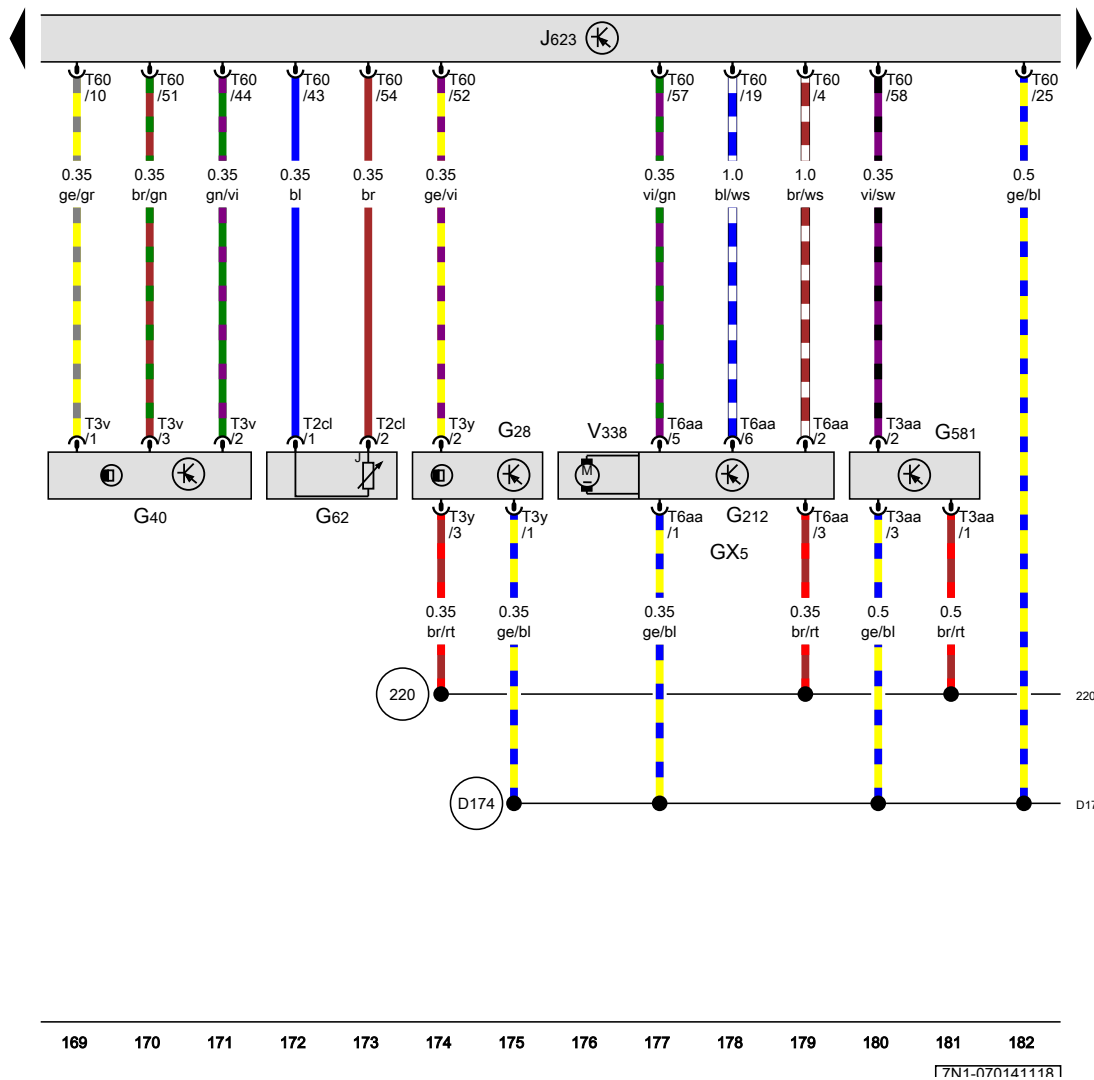 J623
T60 T60 T60 T60 T60 T60 T60 T60 T60 T60 T60
/10 /51 /44 /43 /54 /52 /57 /19 /4 /58 /25
0.35 0.35 0.35 0.35 0.35 0.35 0.35 1.0 1.0 0.35 0.5
ge/gr br/gn gn/vi bl br ge/vi vi/gn bl/ws br/ws vi/sw ge/bl
T3v T3v T3v T2cl T2cl T3y G28 V338 T6aa T6aa T6aa T3aa G581
/1 /3 /2 /1 /2 /2 /5 /6 /2 /2
J
M
G40 G62 T3y T3y T6aa G212 T6aa T3aa T3aa
/3 /1 /1 /3 /3 /1
GX5
0.35 0.35 0.35 0.35 0.5 0.5
br/rt ge/bl ge/bl br/rt ge/bl br/rt
220 220
D174 D17
169 170 171 172 173 174 175 176 177 178 179 180 181 182
7N1-070141118